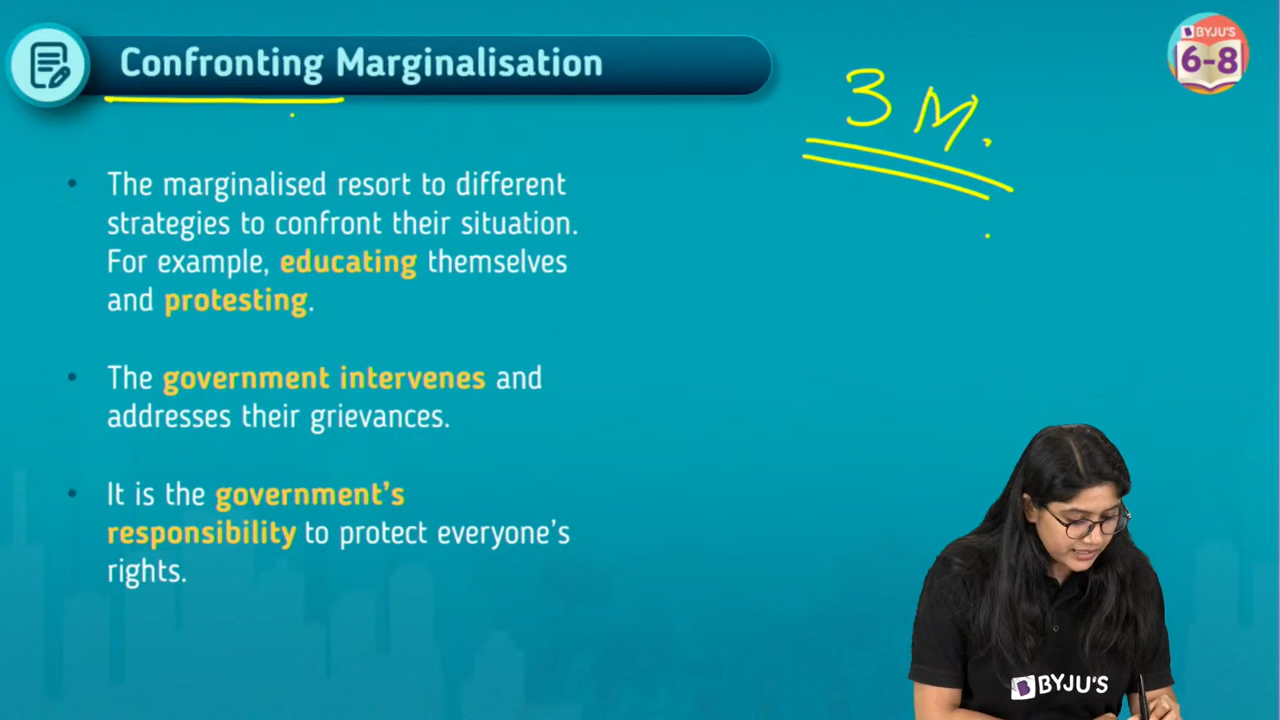 Confronting Marginalisation
3 M.
BYJU'S
6-8
• The marginalised resort to different
strategies to confront their situation.
For example, educating themselves
and protesting.
• The government intervenes and
addresses their grievances.
• It is the government's
responsibility to protect everyone's
rights.
BYJU'S